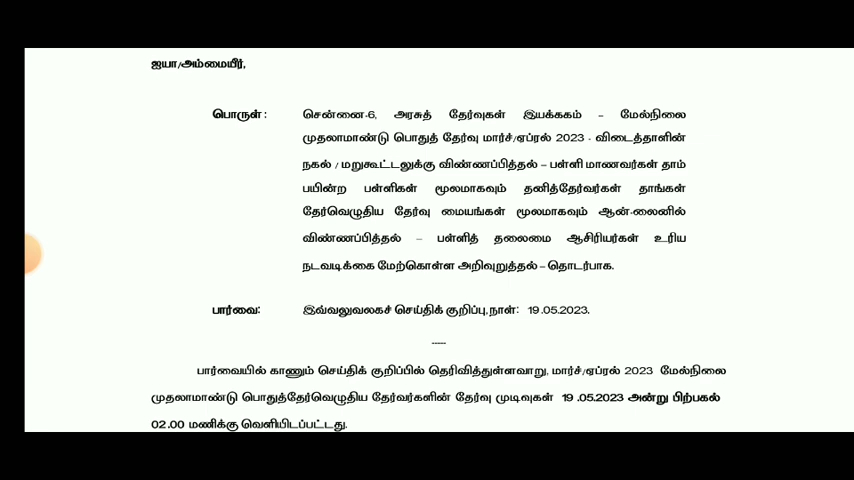 ஐயா/அம்மையீர்,
பொருள் : சென்னை-6, அரசுத் தேர்வுகள் இயக்ககம் – மேல்நிலை
முதலாமாண்டு பொதுத் தேர்வு மார்ச்/ஏப்ரல் 2023 - விடைத்தாளின்
நகல் / மறுகூட்டலுக்கு விண்ணப்பித்தல் – பள்ளி மாணவர்கள் தாம்
பயின்ற பள்ளிகள் மூலமாகவும் தனித்தேர்வர்கள் தாங்கள்
தேர்வெழுதிய தேர்வு மையங்கள் மூலமாகவும் ஆன்-லைனில்
விண்ணப்பித்தல் – பள்ளித் தலைமை ஆசிரியர்கள் உரிய
நடவடிக்கை மேற்கொள்ள அறிவுறுத்தல் – தொடர்பாக.
பார்வை: இவ்வலுவலகச் செய்திக் குறிப்பு,நாள்: 19.05.2023.
-----
பார்வையில் காணும் செய்திக் குறிப்பில் தெரிவித்துள்ளவாறு, மார்ச்/ஏப்ரல் 2023 மேல்நிலை
முதலாமாண்டு பொதுத்தேர்வெழுதிய தேர்வர்களின் தேர்வு முடிவுகள் 19 .05.2023 அன்று பிற்பகல்
02.00 மணிக்கு வெளியிடப்பட்டது.